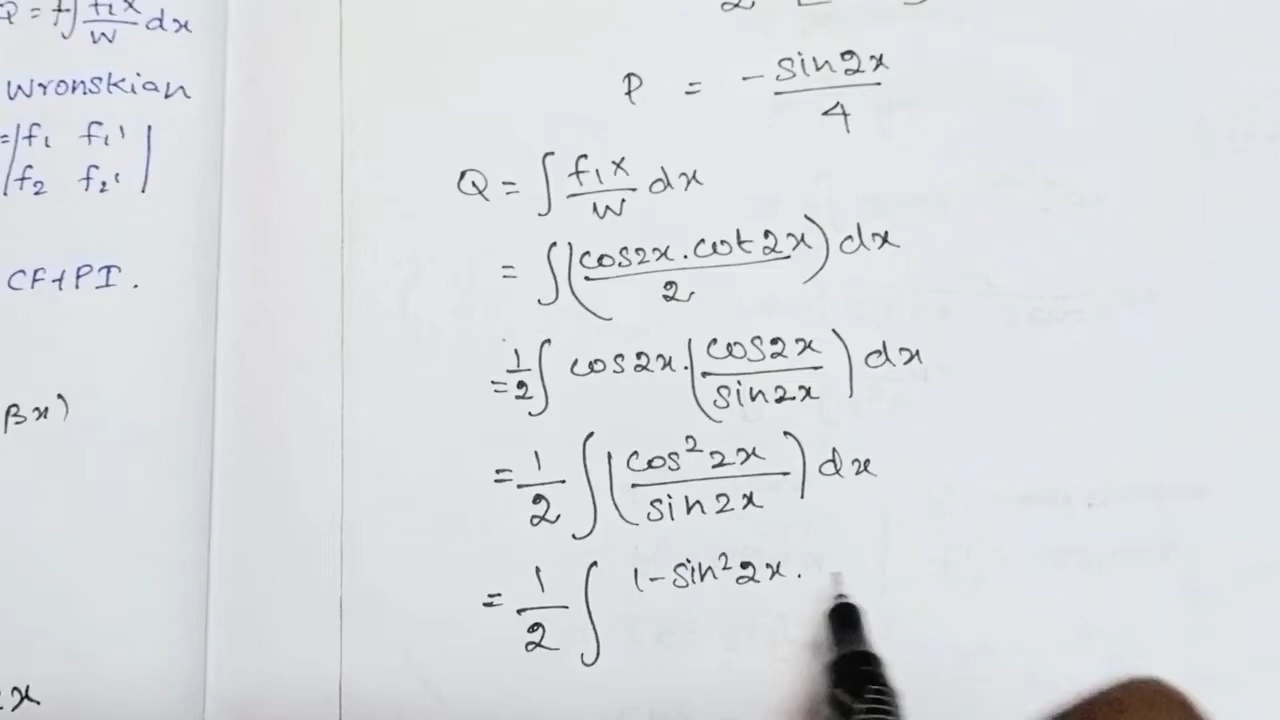 Q = + ∫ f₁x/W dx
Wronskian
= | f₁ f₁' |
| f₂ f₂' |
CF+PI.
βx)
P = -sin2x/4
Q = ∫ f₁x/W dx
= ∫ (cos2x.cot2x/2) dx
= 1/2 ∫ cos2x.(cos2x/sin2x) dx
= 1/2 ∫ (cos²2x/sin2x) dx
= 1/2 ∫ 1-sin²2x.